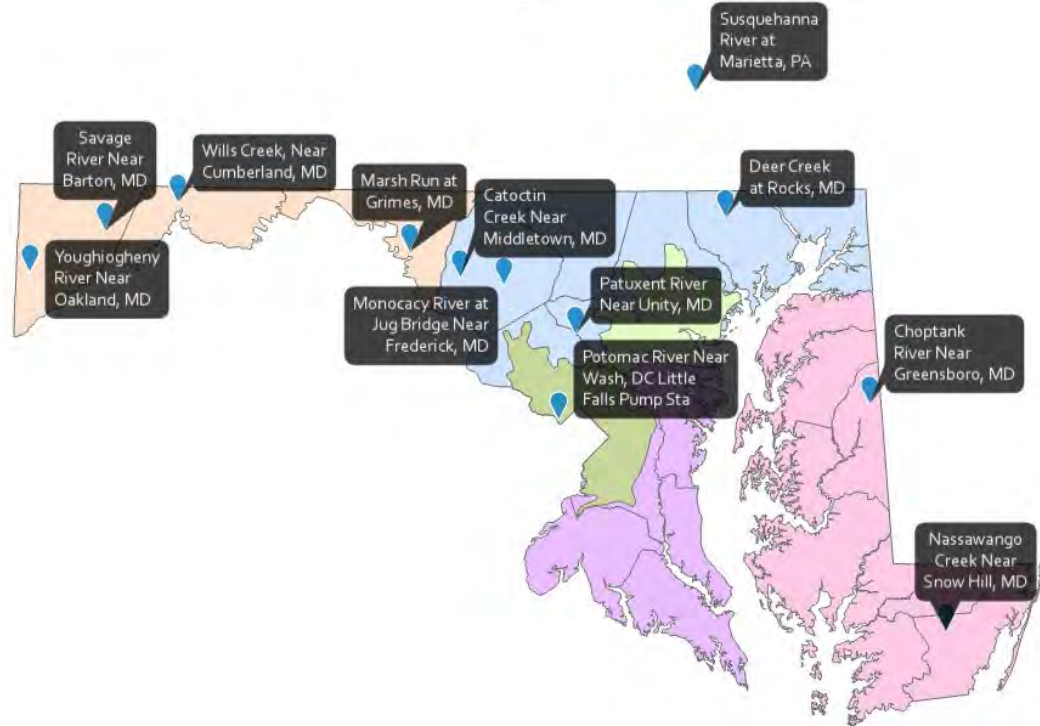 Susquehanna
River at
Marietta, PA
Savage
River Near
Barton, MD
Wills Creek, Near
Cumberland, MD
Marsh Run at
Grimes, MD
Catoctin
Creek Near
Middletown, MD
Deer Creek
at Rocks, MD
Youghiogheny
River Near
Oakland, MD
Monocacy River at
Jug Bridge Near
Frederick, MD
Patuxent River
Near Unity, MD
Potomac River Near
Wash, DC Little
Falls Pump Sta
Choptank
River Near
Greensboro, MD
Nassawango
Creek Near
Snow Hill, MD